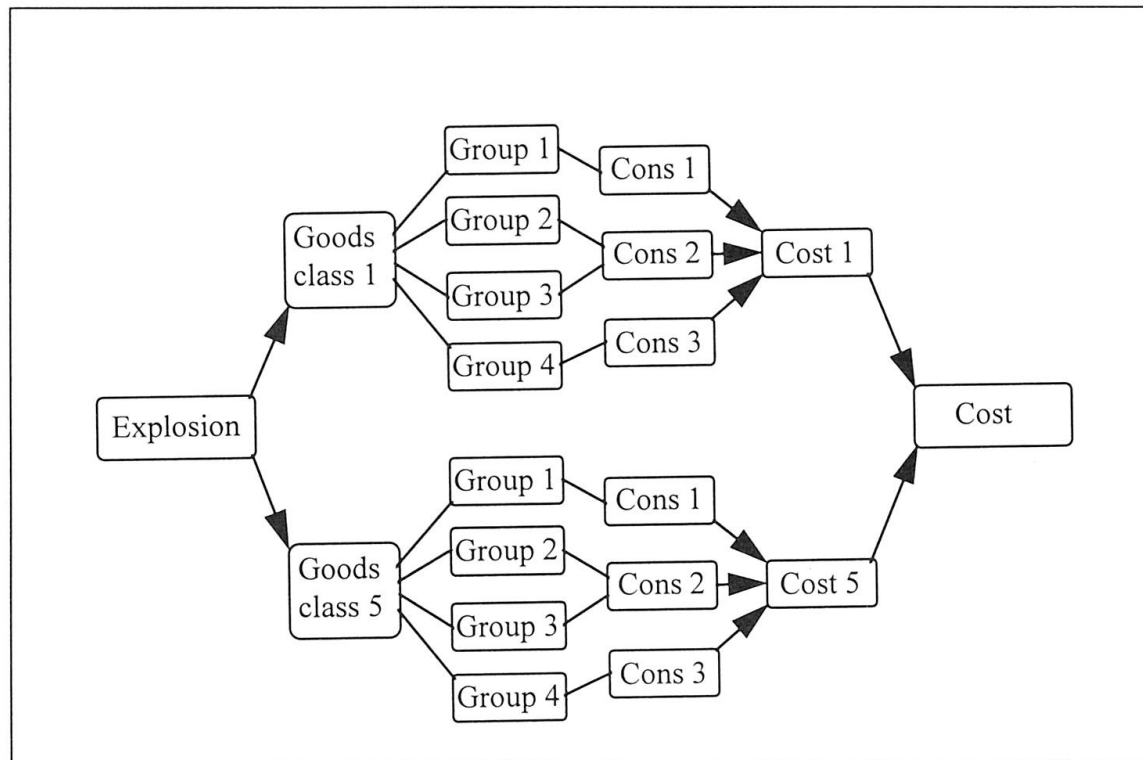 Group 1
Cons 1
Group 2
Goods
class 1
Cons 2
Cost 1
Group 3
Cons 3
Group 4
Explosion
Cost
Group 1
Cons 1
Group 2
Goods
class 5
Cons 2
Cost 5
Group 3
Cons 3
Group 4